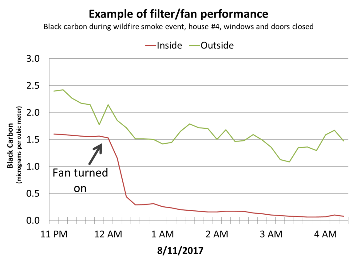 Example of filter/fan performance
Black carbon during wildfire smoke event, house #4, windows and doors closed
Inside Outside
3.0
2.5
2.0
1.5
1.0
0.5
0.0
Black Carbon
(micrograms per cubic meter)
Fan turned
on
11 PM 12 AM 1 AM 2 AM 3 AM 4 AM
8/11/2017